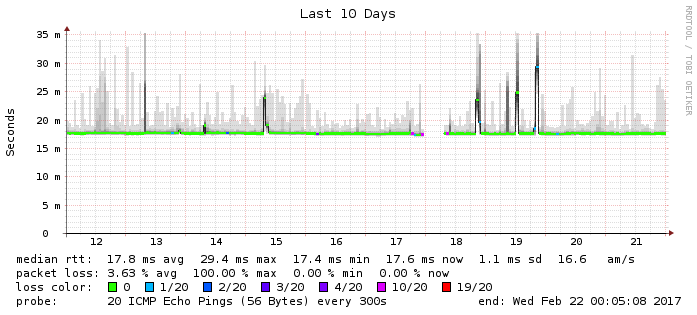 Last 10 Days
RRDTOOL / TOBI OETIKER
Seconds
35 m
30 m
25 m
20 m
15 m
10 m
5 m
0
12 13 14 15 16 17 18 19 20 21
median rtt: 17.8 ms avg 29.4 ms max 17.4 ms min 17.6 ms now 1.1 ms sd 16.6 am/s
packet loss: 3.63 % avg 100.00 % max 0.00 % min 0.00 % now
loss color: 0 1/20 2/20 3/20 4/20 10/20 19/20
probe: 20 ICMP Echo Pings (56 Bytes) every 300s end: Wed Feb 22 00:05:08 2017